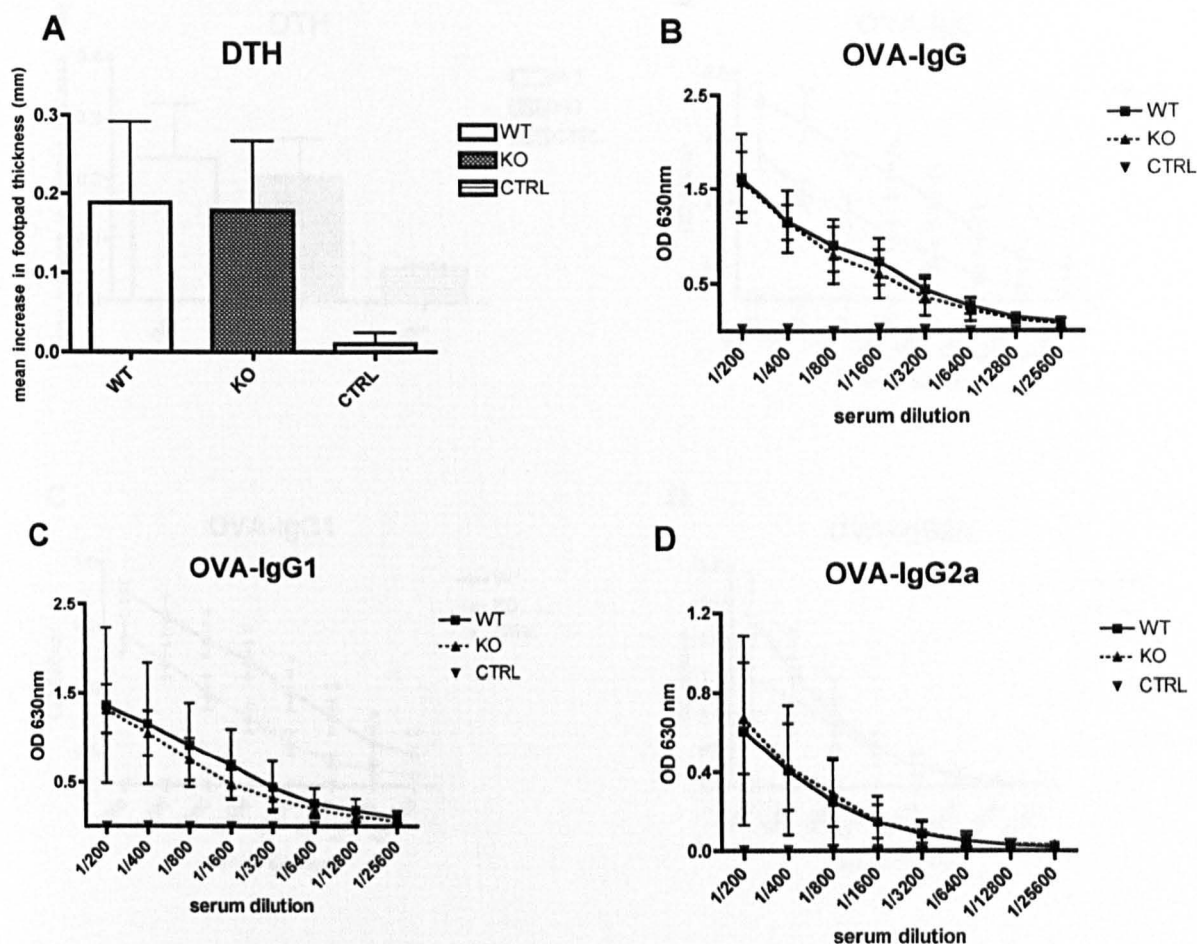 A
DTH
mean increase in footpad thickness (mm)
0.3
0.2
0.1
0.0
WT
KO
CTRL
WT
KO
CTRL
B
OVA-IgG
OD 630nm
2.5
1.5
0.5
1/200
1/400
1/800
1/1600
1/3200
1/6400
1/12800
1/25600
serum dilution
WT
KO
CTRL
C
OVA-IgG1
OD 630nm
2.5
1.5
0.5
1/200
1/400
1/800
1/1600
1/3200
1/6400
1/12800
1/25600
serum dilution
WT
KO
CTRL
D
OVA-IgG2a
OD 630 nm
1.2
0.8
0.4
0.0
1/200
1/400
1/800
1/1600
1/3200
1/6400
1/12800
1/25600
serum dilution
WT
KO
CTRL